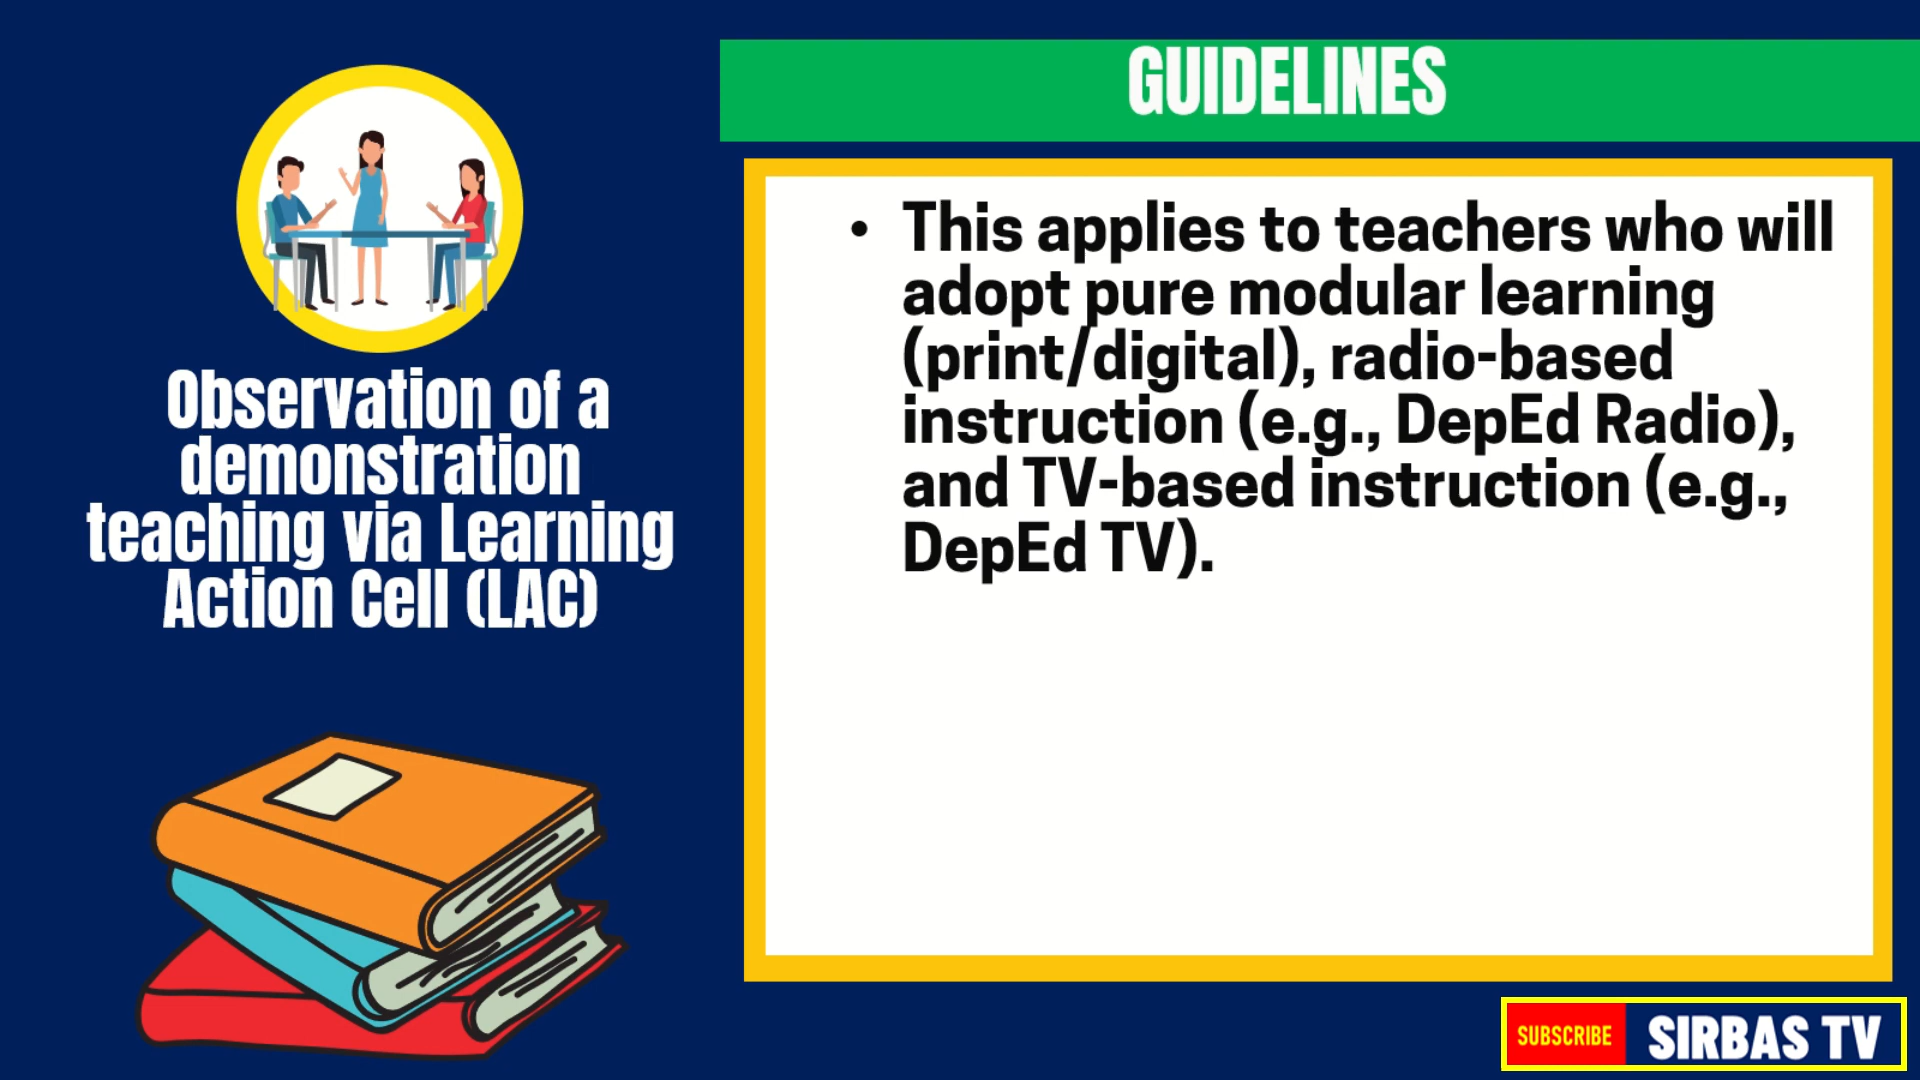 Observation of a
demonstration
teaching via Learning
Action Cell (LAC)
GUIDELINES
• This applies to teachers who will
adopt pure modular learning
(print/digital), radio-based
instruction (e.g., DepEd Radio),
and TV-based instruction (e.g.,
DepEd TV).
SUBSCRIBE SIRBAS TV